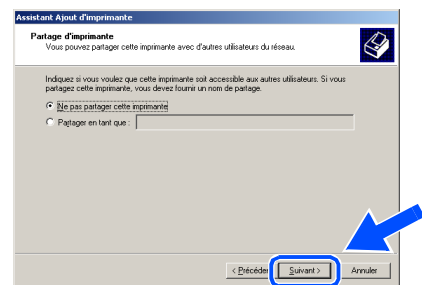 Assistant Ajout d'imprimante
Partage d'imprimante
Vous pouvez partager cette imprimante avec d'autres utilisateurs du réseau.
Indiquez si vous voulez que cette imprimante soit accessible aux autres utilisateurs. Si vous
partagez cette imprimante, vous devez fournir un nom de partage.
Ne pas partager cette imprimante
Partager en tant que :
< Précéden Suivant > Annuler